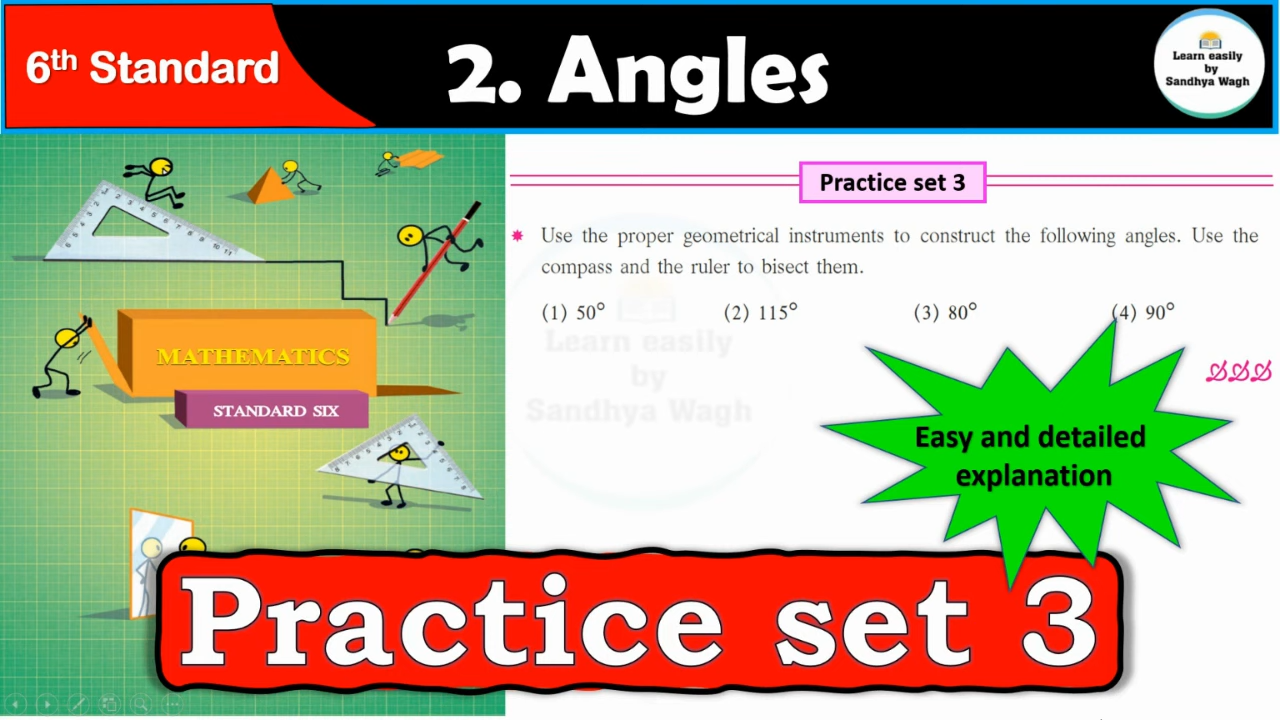 6th Standard
2. Angles
Learn easily
by
Sandhya Wagh
Practice set 3
Use the proper geometrical instruments to construct the following angles. Use the
compass and the ruler to bisect them.
(1) 50° (2) 115° (3) 80° (4) 90°
MATHEMATICS
STANDARD SIX
Learn easily
by
Sandhya Wagh
Easy and detailed
explanation
Practice set 3